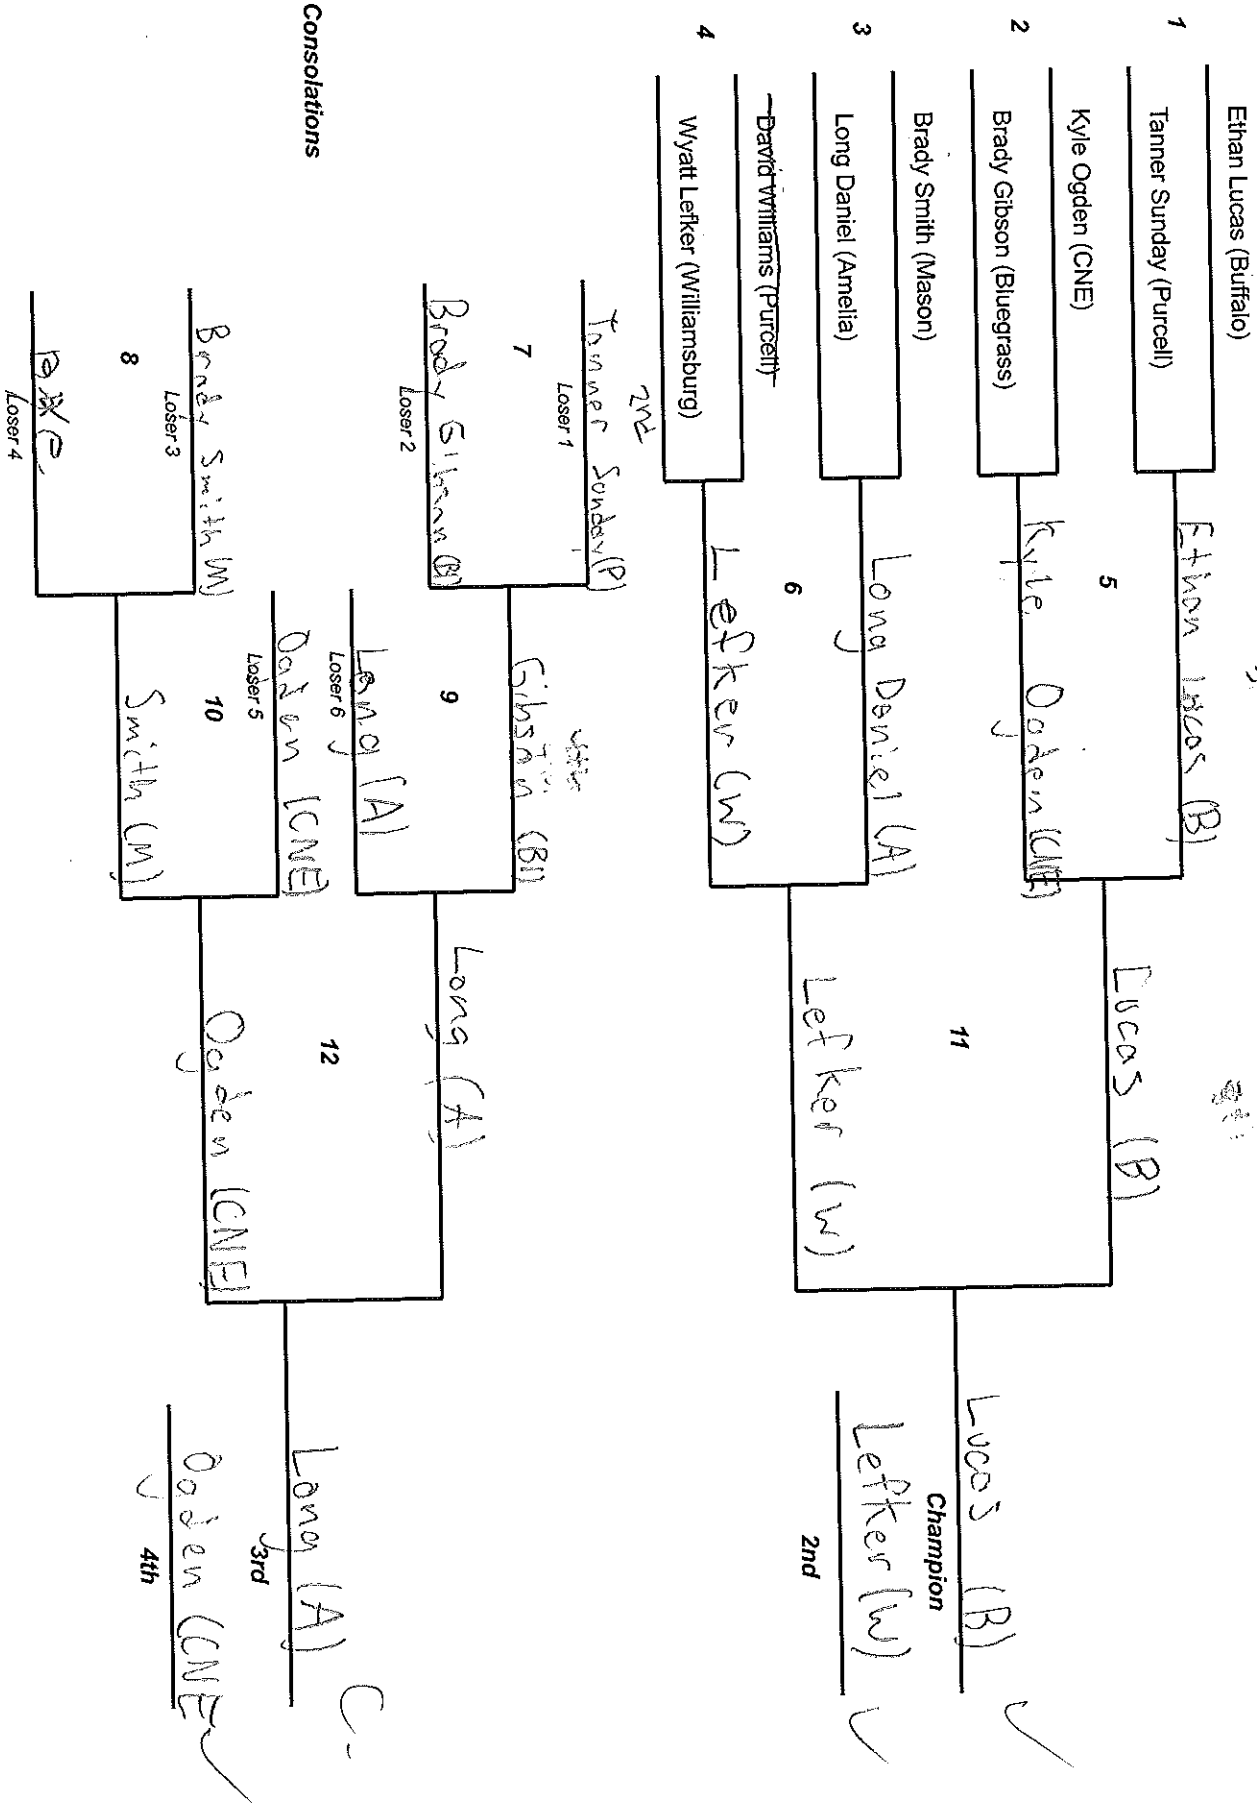 Ethan Lucas (Buffalo)
1
Tanner Sunday (Purcell)
Kyle Ogden (CNE)
2
Brady Gibson (Bluegrass)
Brady Smith (Mason)
3
Long Daniel (Amelia)
David Williams (Purcell)
4
Wyatt Lefker (Williamsburg)
2nd
Ethan Lucas (B)
5
Kyle Ogden (CNE)
Long Daniel (A)
6
Lefker (W)
Lucas (B)
11
Lefker (W)
Lucas (B)
Champion
Lefker (W)
2nd
Consolations
Tanner Sunday (P)
Loser 1
7
Brady Gibson (Bl)
Loser 2
Brady Smith (M)
Loser 3
8
Loser 4
Gibson (Bl)
9
Long (A)
Loser 6
Ogden (CNE)
Loser 5
10
Smith (M)
Long (A)
12
Ogden (CNE)
Long (A)
3rd
Ogden (CNE)
4th